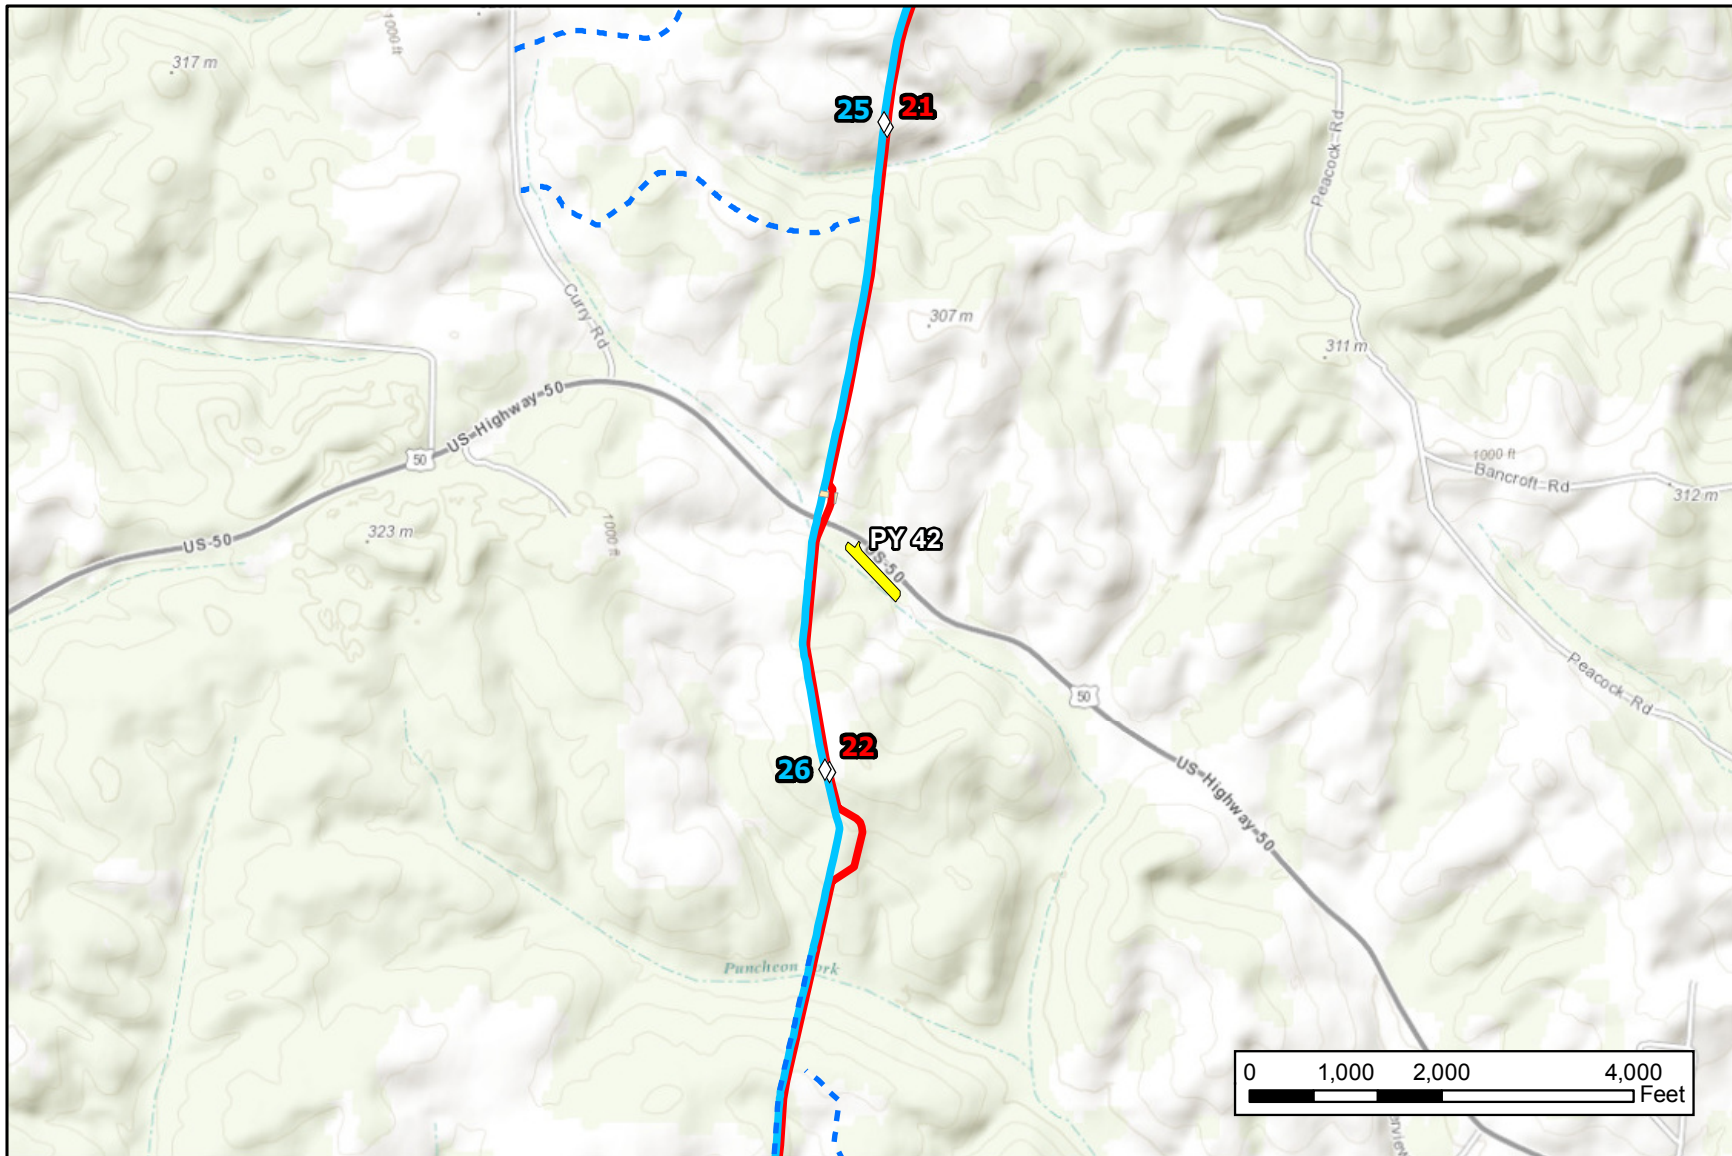 1000 ft
317 m
25
21
Peacock-Rd
Curry-Rd
307 m
311 m
US-Highway-50
50
1000 ft
Bancroft-Rd
312 m
323 m
1000 ft
US-50
PY 42
US-50
Peacock-Rd
50
22
26
US-Highway-50
Puncheon
0 1,000 2,000 4,000
Feet